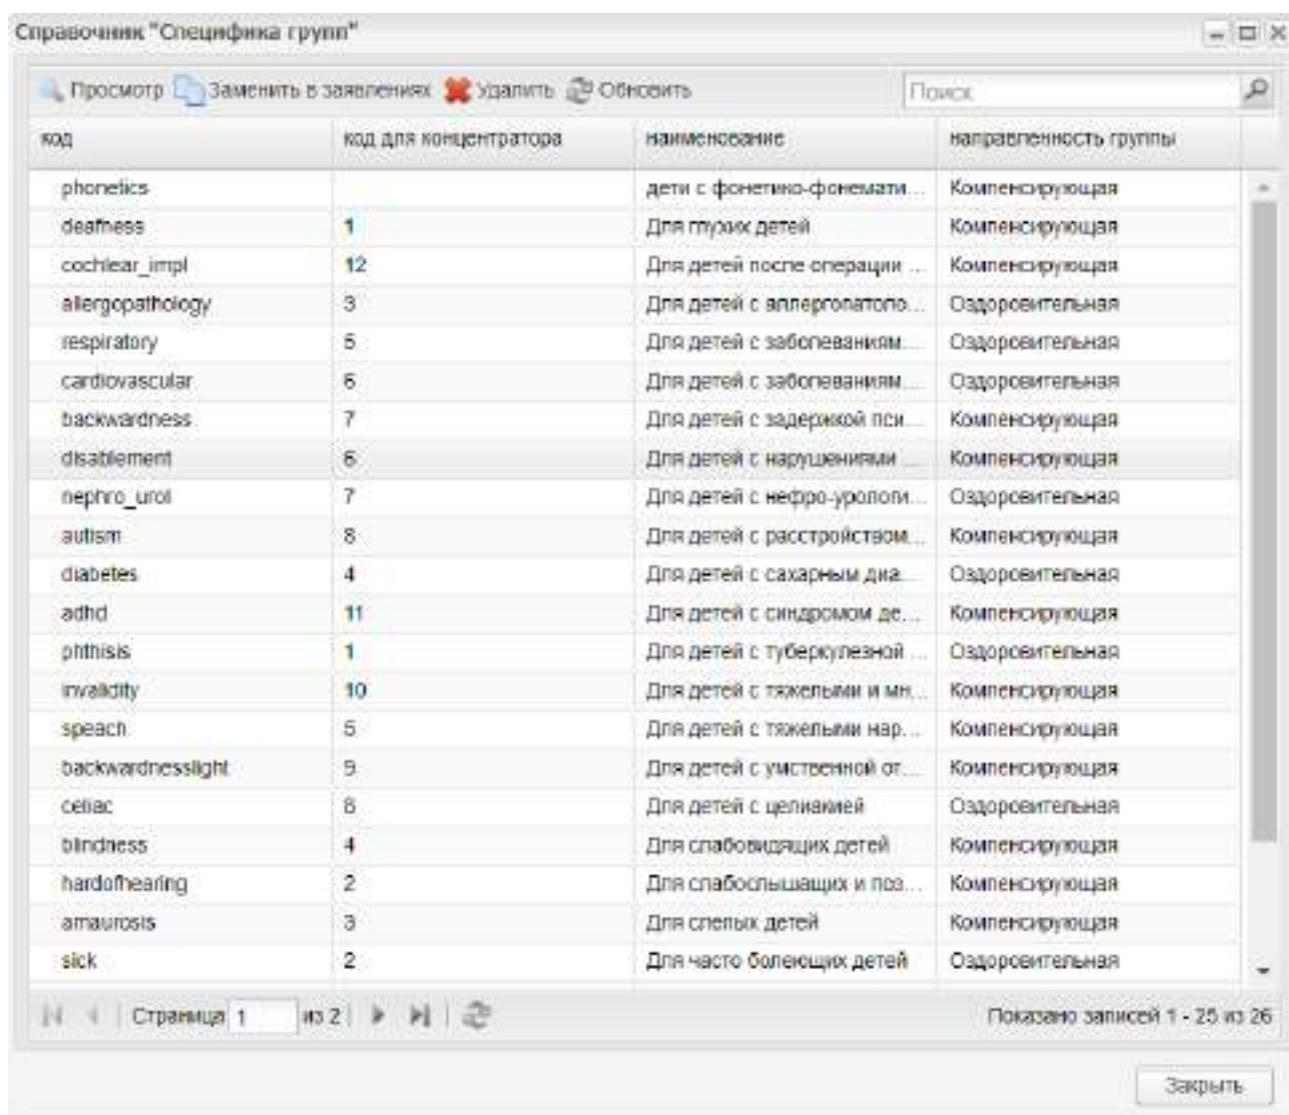 Справочник "Специфика групп"
Просмотр Заменить в заявлениях Удалить Обновить Поиск
код код для концентратора наименование направленность группы
phonetics дети с фонетико-фонемати... Компенсирующая
deafness 1 Для глухих детей Компенсирующая
cochlear_impl 12 Для детей после операции ... Компенсирующая
allergopathology 3 Для детей с аллергопатоло... Оздоровительная
respiratory 5 Для детей с заболеваниям... Оздоровительная
cardiovascular 6 Для детей с заболеваниям... Оздоровительная
backwardness 7 Для детей с задержкой пси... Компенсирующая
disablement 6 Для детей с нарушениями ... Компенсирующая
nephro_urol 7 Для детей с нефро-урологи... Оздоровительная
autism 8 Для детей с расстройством... Компенсирующая
diabetes 4 Для детей с сахарным диа... Оздоровительная
adhd 11 Для детей с синдромом де... Компенсирующая
phthisis 1 Для детей с туберкулезной ... Оздоровительная
invalidity 10 Для детей с тяжелыми и мн... Компенсирующая
speach 5 Для детей с тяжелыми нар... Компенсирующая
backwardnesslight 9 Для детей с умственной от... Компенсирующая
celiac 8 Для детей с целиакией Оздоровительная
blindness 4 Для слабовидящих детей Компенсирующая
hardofhearing 2 Для слабослышащих и поз... Компенсирующая
amaurosis 3 Для слепых детей Компенсирующая
sick 2 Для часто болеющих детей Оздоровительная
Страница 1 из 2 Показано записей 1 - 25 из 26
Закрыть